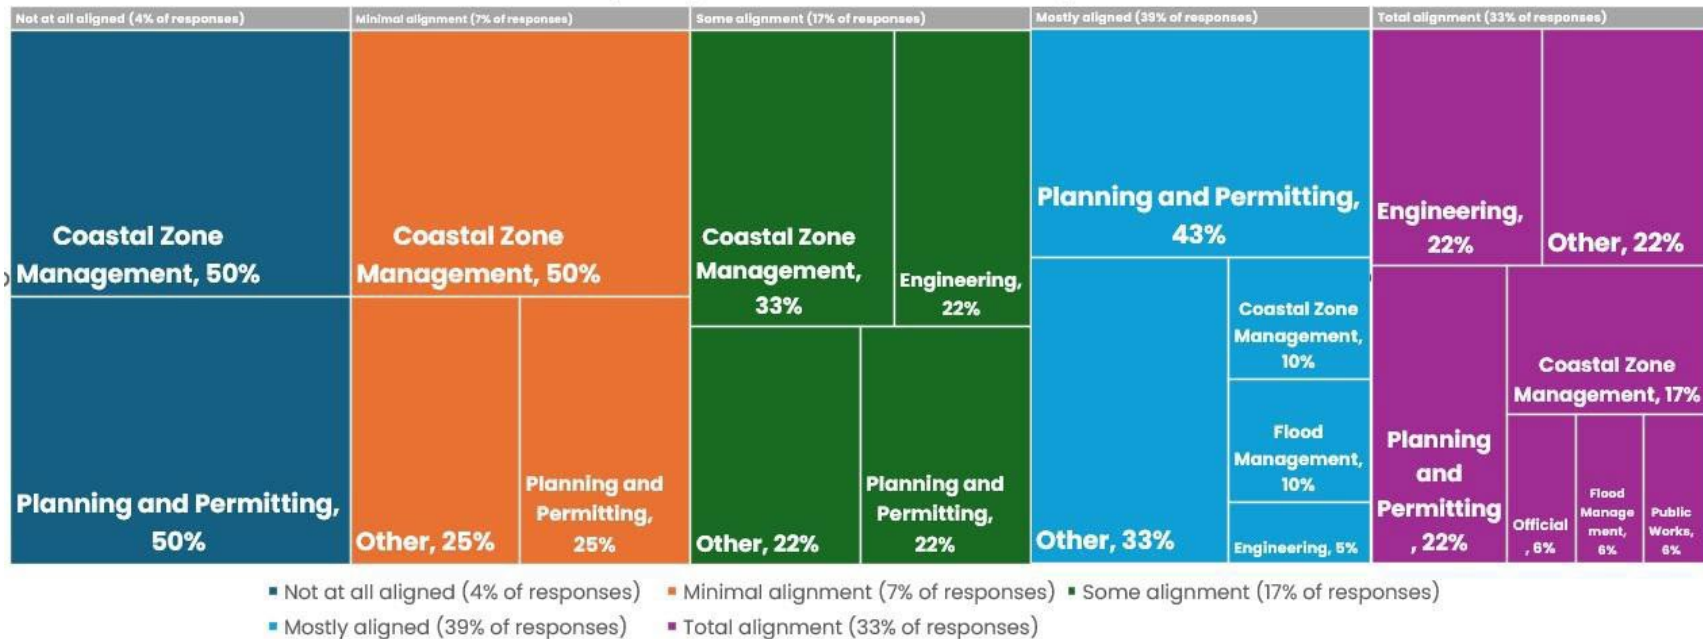 Not at all aligned (4% of responses)
Minimal alignment (7% of responses)
Some alignment (17% of responses)
Mostly aligned (39% of responses)
Total alignment (33% of responses)
Coastal Zone
Management, 50%
Planning and Permitting,
50%
Coastal Zone
Management, 50%
Other, 25%
Planning and
Permitting,
25%
Coastal Zone
Management,
33%
Engineering,
22%
Other, 22%
Planning and
Permitting,
22%
Planning and Permitting,
43%
Other, 33%
Coastal Zone
Management,
10%
Flood
Management,
10%
Engineering, 5%
Engineering,
22%
Other, 22%
Planning
and
Permitting
, 22%
Coastal Zone
Management, 17%
Official
, 6%
Flood
Manage
ment,
6%
Public
Works,
6%
Not at all aligned (4% of responses)
Minimal alignment (7% of responses)
Some alignment (17% of responses)
Mostly aligned (39% of responses)
Total alignment (33% of responses)